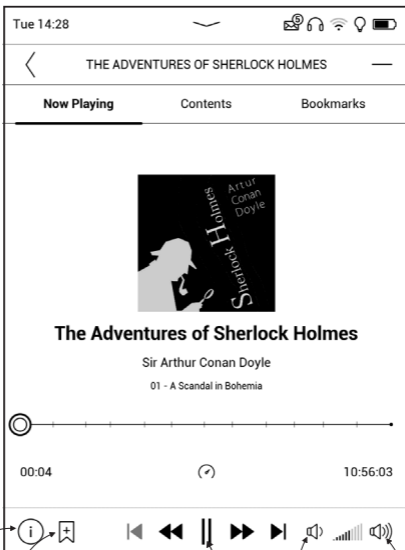 Tue 14:28
5
THE ADVENTURES OF SHERLOCK HOLMES
Now Playing Contents Bookmarks
Artur
Conan
Doyle
Sherlock Holmes
The Adventures of Sherlock Holmes
Sir Arthur Conan Doyle
01 - A Scandal in Bohemia
00:04 10:56:03